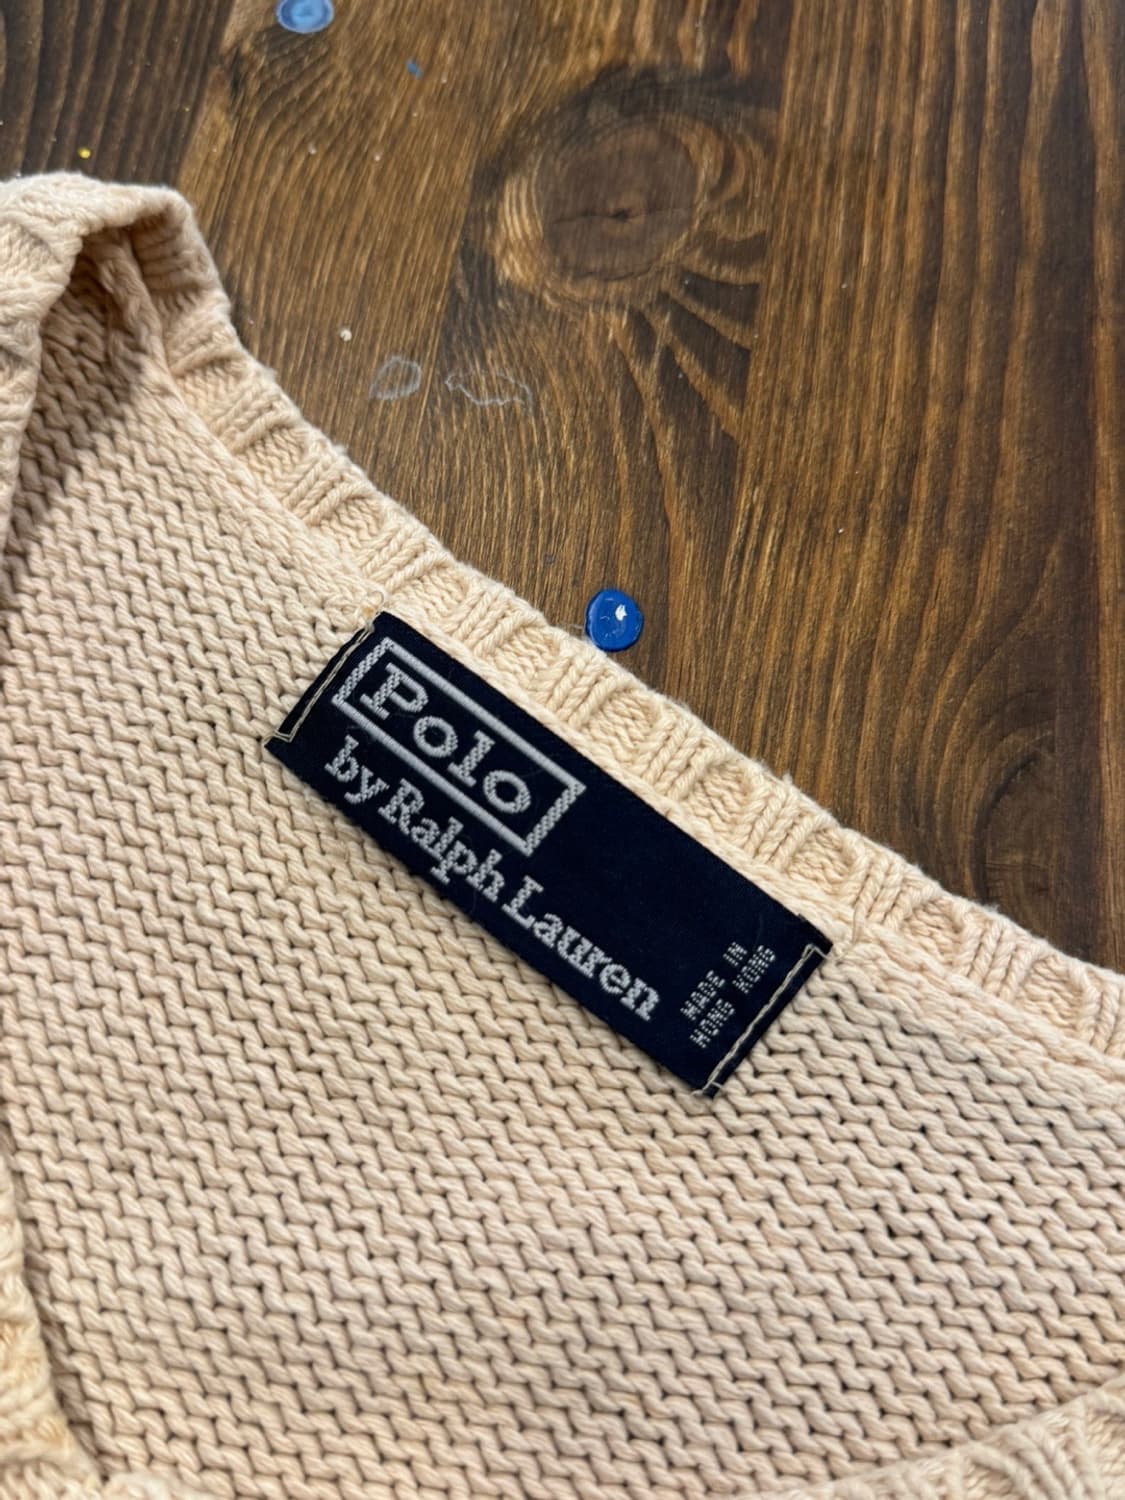 Polo
by Ralph Lauren
MADE IN
HONG KONG